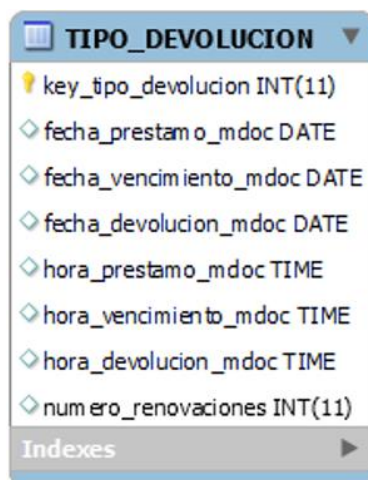 TIPO_DEVOLUCION
key_tipo_devolucion INT(11)
fecha_prestamo_mdoc DATE
fecha_vencimiento_mdoc DATE
fecha_devolucion_mdoc DATE
hora_prestamo_mdoc TIME
hora_vencimiento_mdoc TIME
hora_devolucion_mdoc TIME
numero_renovaciones INT(11)
Indexes